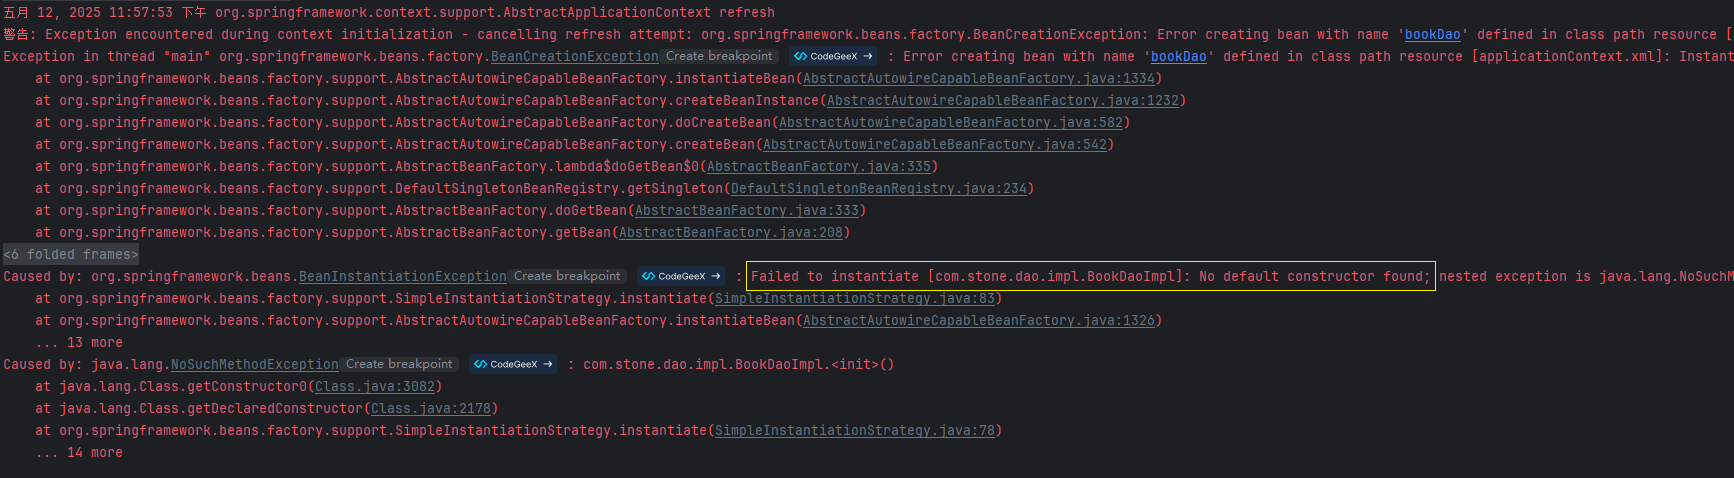 五月 12, 2025 11:57:53 下午 org.springframework.context.support.AbstractApplicationContext refresh
警告: Exception encountered during context initialization - cancelling refresh attempt: org.springframework.beans.factory.BeanCreationException: Error creating bean with name 'bookDao' defined in class path resource [
Exception in thread "main" org.springframework.beans.factory.BeanCreationException Create breakpoint CodeGeeX → : Error creating bean with name 'bookDao' defined in class path resource [applicationContext.xml]: Instant
at org.springframework.beans.factory.support.AbstractAutowireCapableBeanFactory.instantiateBean(AbstractAutowireCapableBeanFactory.java:1334)
at org.springframework.beans.factory.support.AbstractAutowireCapableBeanFactory.createBeanInstance(AbstractAutowireCapableBeanFactory.java:1232)
at org.springframework.beans.factory.support.AbstractAutowireCapableBeanFactory.doCreateBean(AbstractAutowireCapableBeanFactory.java:582)
at org.springframework.beans.factory.support.AbstractAutowireCapableBeanFactory.createBean(AbstractAutowireCapableBeanFactory.java:542)
at org.springframework.beans.factory.support.AbstractBeanFactory.lambda$doGetBean$0(AbstractBeanFactory.java:335)
at org.springframework.beans.factory.support.DefaultSingletonBeanRegistry.getSingleton(DefaultSingletonBeanRegistry.java:234)
at org.springframework.beans.factory.support.AbstractBeanFactory.doGetBean(AbstractBeanFactory.java:333)
at org.springframework.beans.factory.support.AbstractBeanFactory.getBean(AbstractBeanFactory.java:208)
<6 folded frames>
Caused by: org.springframework.beans.BeanInstantiationException Create breakpoint CodeGeeX → : Failed to instantiate [com.stone.dao.impl.BookDaoImpl]: No default constructor found; nested exception is java.lang.NoSuchM
at org.springframework.beans.factory.support.SimpleInstantiationStrategy.instantiate(SimpleInstantiationStrategy.java:83)
at org.springframework.beans.factory.support.AbstractAutowireCapableBeanFactory.instantiateBean(AbstractAutowireCapableBeanFactory.java:1326)
... 13 more
Caused by: java.lang.NoSuchMethodException Create breakpoint CodeGeeX → : com.stone.dao.impl.BookDaoImpl.<init>()
at java.lang.Class.getConstructor0(Class.java:3082)
at java.lang.Class.getDeclaredConstructor(Class.java:2178)
at org.springframework.beans.factory.support.SimpleInstantiationStrategy.instantiate(SimpleInstantiationStrategy.java:78)
... 14 more